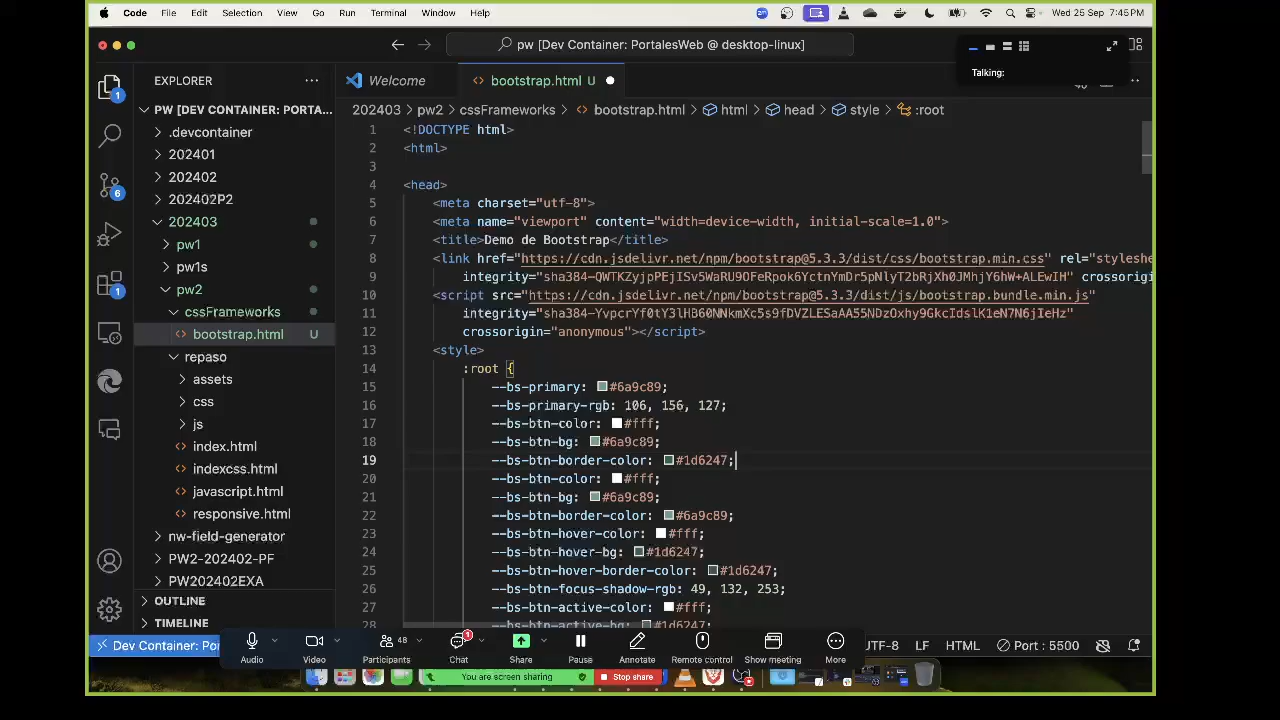 Code File Edit Selection View Go Run Terminal Window Help Wed 25 Sep 7:45 PM
pw [Dev Container: PortalesWeb @ desktop-linux]
Talking:
EXPLORER
PW [DEV CONTAINER: PORTA...
.devcontainer
202401
202402
202402P2
202403
pw1
pw1s
pw2
cssFrameworks
bootstrap.html U
repaso
assets
css
js
index.html
indexcss.html
javascript.html
responsive.html
nw-field-generator
PW2-202402-PF
PW202402EXA
OUTLINE
TIMELINE
1
6
1
Welcome
bootstrap.html U
202403 > pw2 > cssFrameworks > bootstrap.html > html > head > style > :root
1 <!DOCTYPE html>
2 <html>
3
4 <head>
5 <meta charset="utf-8">
6 <meta name="viewport" content="width=device-width, initial-scale=1.0">
7 <title>Demo de Bootstrap</title>
8 <link href="https://cdn.jsdelivr.net/npm/bootstrap@5.3.3/dist/css/bootstrap.min.css" rel="styleshe
9 integrity="sha384-QWTKZyjpPEjISv5WaRU9OFeRpok6YctnYmDr5pNlyT2bRjXh0JMhjY6hW+ALEwIH" crossorig
10 <script src="https://cdn.jsdelivr.net/npm/bootstrap@5.3.3/dist/js/bootstrap.bundle.min.js"
11 integrity="sha384-YvpcrYf0tY3lHB60NNkmXc5s9fDVZLESaAA55NDzOxhy9GkcIdslK1eN7N6jIeHz"
12 crossorigin="anonymous"></script>
13 <style>
14 :root {
15 --bs-primary: #6a9c89;
16 --bs-primary-rgb: 106, 156, 127;
17 --bs-btn-color: #fff;
18 --bs-btn-bg: #6a9c89;
19 --bs-btn-border-color: #1d6247;
20 --bs-btn-color: #fff;
21 --bs-btn-bg: #6a9c89;
22 --bs-btn-border-color: #6a9c89;
23 --bs-btn-hover-color: #fff;
24 --bs-btn-hover-bg: #1d6247;
25 --bs-btn-hover-border-color: #1d6247;
26 --bs-btn-focus-shadow-rgb: 49, 132, 253;
27 --bs-btn-active-color: #fff;
28 --bs-btn-active-bg: #1d6247;
Dev Container: Por
UTF-8 LF HTML Port : 5500
48
1
Audio Video Participants Chat Share Pause Annotate Remote control Show meeting More
You are screen sharing Stop share